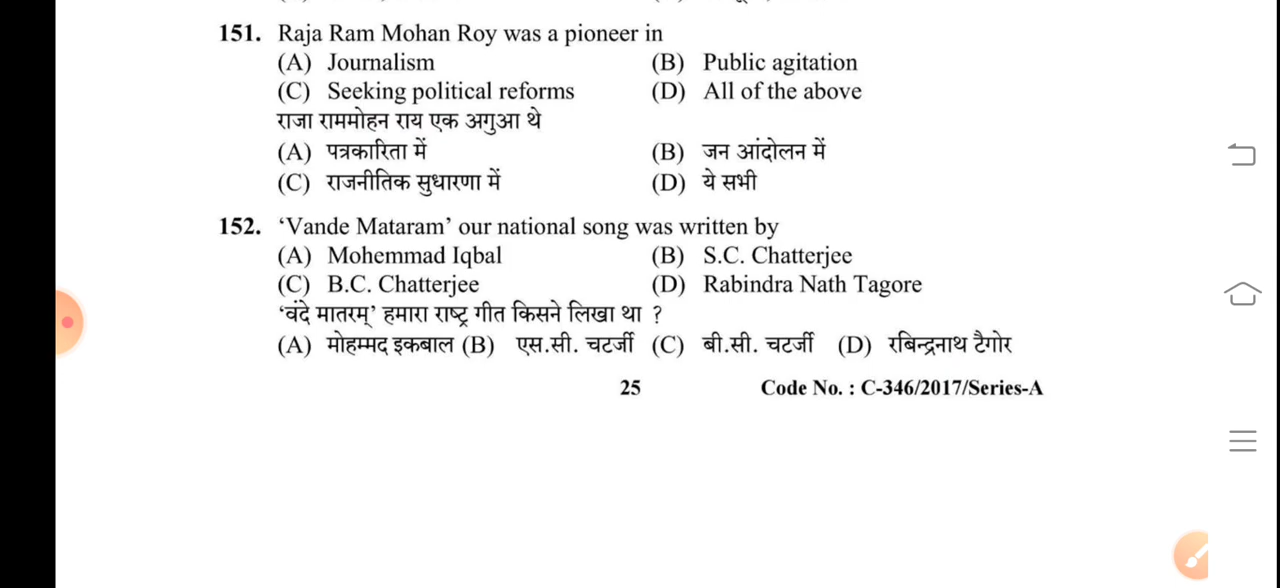 151. Raja Ram Mohan Roy was a pioneer in
(A) Journalism (B) Public agitation
(C) Seeking political reforms (D) All of the above
राजा राममोहन राय एक अगुआ थे
(A) पत्रकारिता में (B) जन आंदोलन में
(C) राजनीतिक सुधारणा में (D) ये सभी
152. ‘Vande Mataram’ our national song was written by
(A) Mohemmad Iqbal (B) S.C. Chatterjee
(C) B.C. Chatterjee (D) Rabindra Nath Tagore
‘वंदे मातरम्’ हमारा राष्ट्र गीत किसने लिखा था ?
(A) मोहम्मद इकबाल (B) एस.सी. चटर्जी (C) बी.सी. चटर्जी (D) रबिन्द्रनाथ टैगोर
25 Code No. : C-346/2017/Series-A